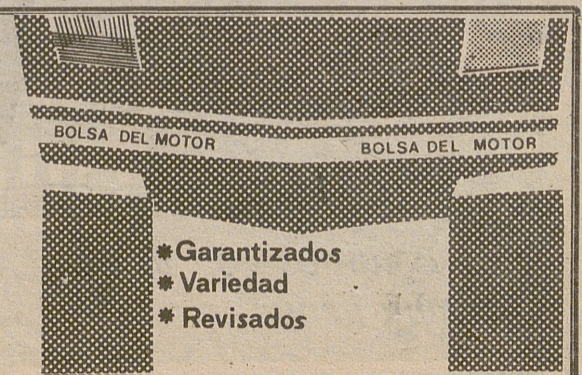 BOLSA DEL MOTOR
BOLSA DEL MOTOR
* Garantizados
* Variedad
* Revisados